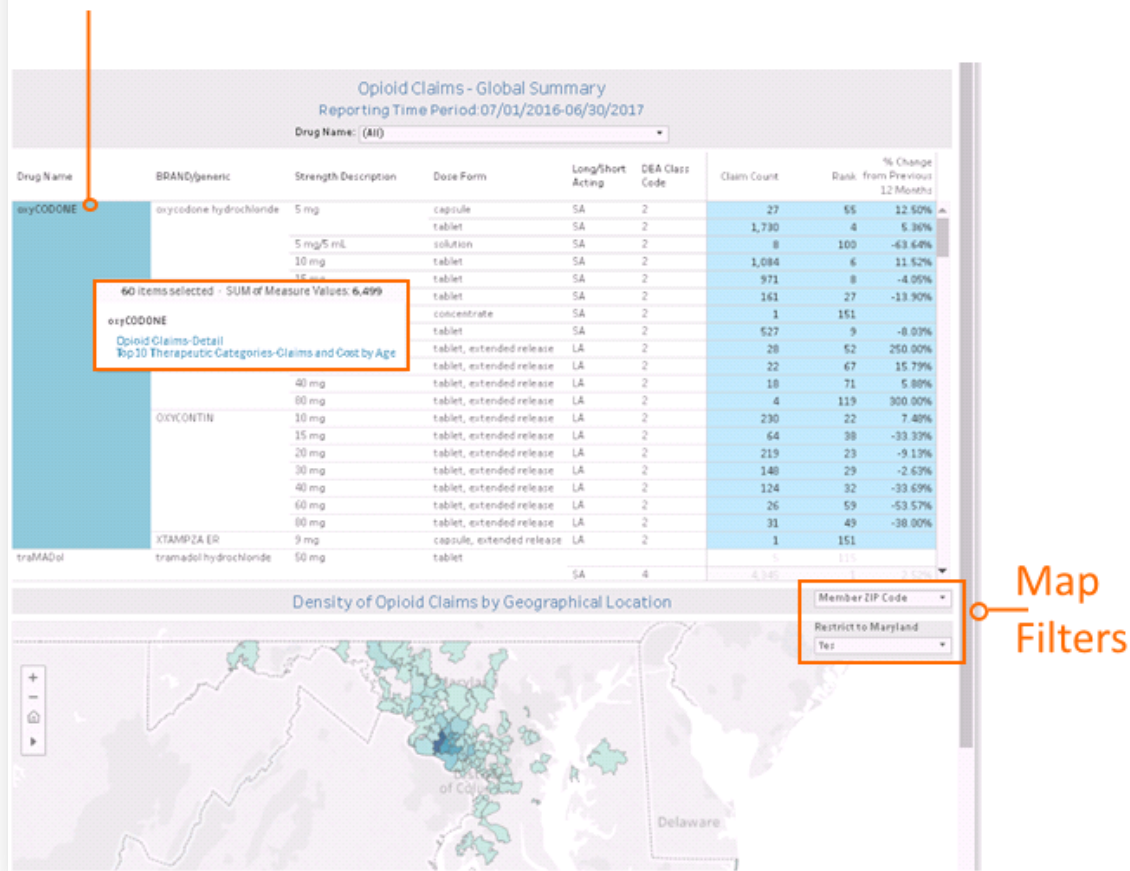 Opioid Claims - Global Summary
Reporting Time Period:07/01/2016-06/30/2017
Drug Name: (All)
Drug Name BRAND/generic Strength Description Dose Form Long/Short Acting DEA Class Code Claim Count Rank % Change from Previous 12 Months
oxyCODONE oxycodone hydrochloride 5 mg capsule SA 2 27 55 12.50%
tablet SA 2 1,730 4 5.36%
5 mg/5 mL solution SA 2 8 100 -63.64%
10 mg tablet SA 2 1,084 6 11.52%
15 mg tablet SA 2 971 8 -4.05%
tablet SA 2 161 27 -13.90%
concentrate SA 2 1 151
tablet SA 2 527 9 -8.03%
tablet, extended release LA 2 28 52 250.00%
tablet, extended release LA 2 22 67 15.79%
40 mg tablet, extended release LA 2 18 71 5.88%
80 mg tablet, extended release LA 2 4 119 300.00%
60 items selected · SUM of Measure Values: 6,499
oxyCODONE
Opioid Claims-Detail
Top 10 Therapeutic Categories-Claims and Cost by Age
OXYCONTIN 10 mg tablet, extended release LA 2 230 22 7.48%
15 mg tablet, extended release LA 2 64 38 -33.33%
20 mg tablet, extended release LA 2 219 23 -9.13%
30 mg tablet, extended release LA 2 148 29 -2.63%
40 mg tablet, extended release LA 2 124 32 -33.69%
60 mg tablet, extended release LA 2 26 59 -53.57%
80 mg tablet, extended release LA 2 31 49 -38.00%
XTAMPZA ER 9 mg capsule, extended release LA 2 1 151
traMADol tramadol hydrochloride 50 mg tablet 5 115
SA 4 4,345 1 2.52%
Density of Opioid Claims by Geographical Location
Member ZIP Code
Restrict to Maryland
Yes
Map
Filters
Maryland
District
of Colu
Delaware